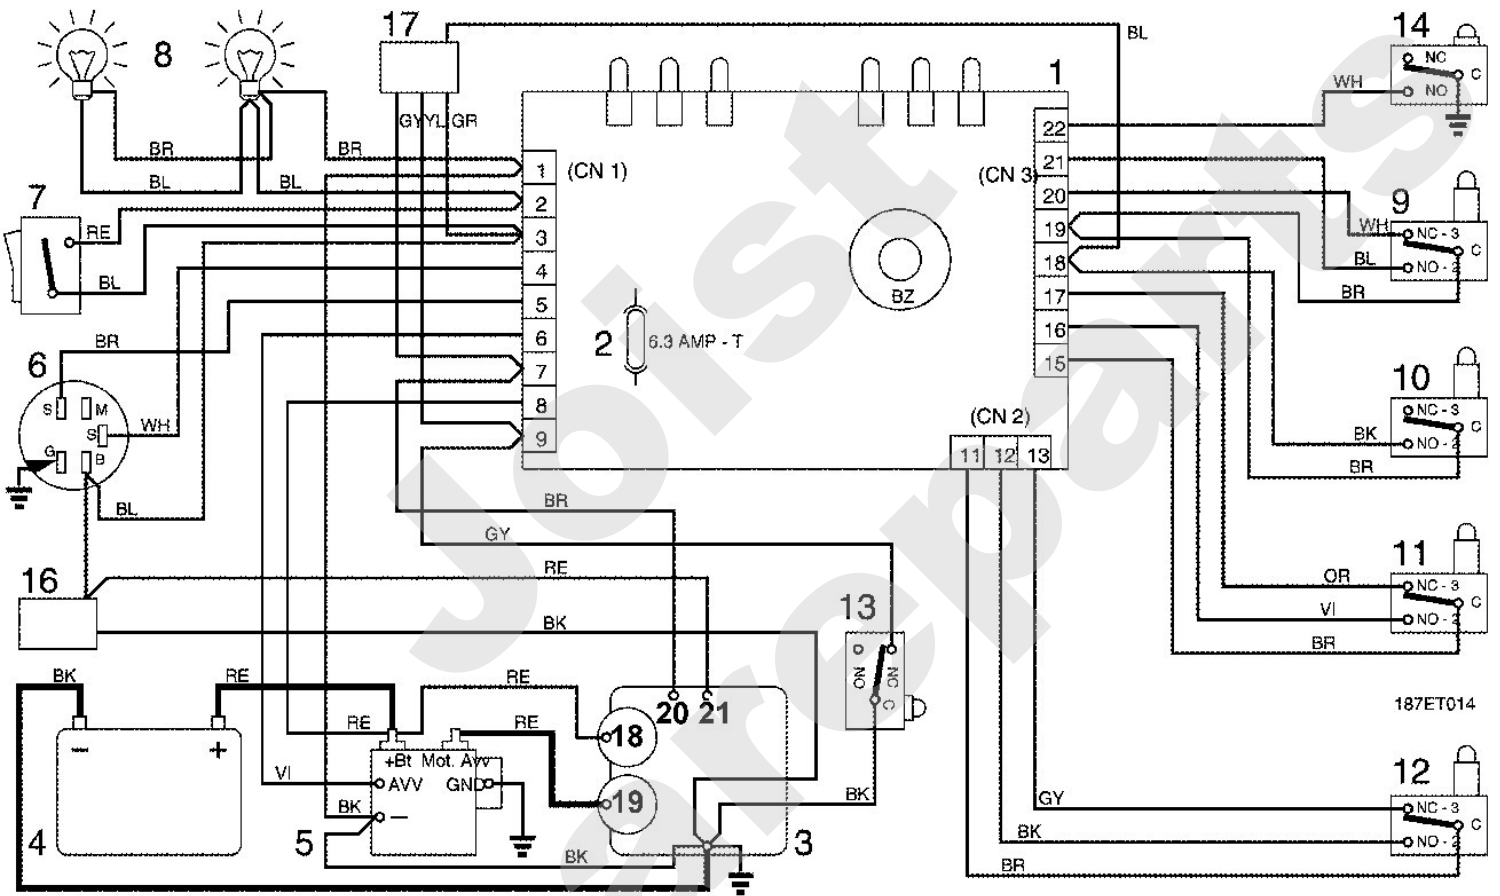 17
8
BL
14
NC
C
NO
WH
1
GY YL GR
22
BR
BR
21
(CN 1)
1
(CN 3)
BL
BL
20
7
2
9
RE
3
19
WH
NC - 3
C
BL
NO - 2
4
18
BL
BZ
BR
5
17
2
6.3 AMP - T
6
16
BR
6
7
15
10
S
M
8
(CN 2)
NC - 3
C
WH
S
9
BK
NO - 2
G
B
11
12
13
BR
BL
BR
GY
16
RE
11
OR
NC - 3
C
13
VI
NO - 2
BK
BR
NO
NC
C
BK
RE
RE
20
21
187ET014
RE
RE
18
-
+
+Bt
Mot. Avv
12
VI
AVV
GND
BK
19
GY
NC - 3
C
BK
–
BK
NO - 2
4
5
3
BR
BK
Joist
areparts